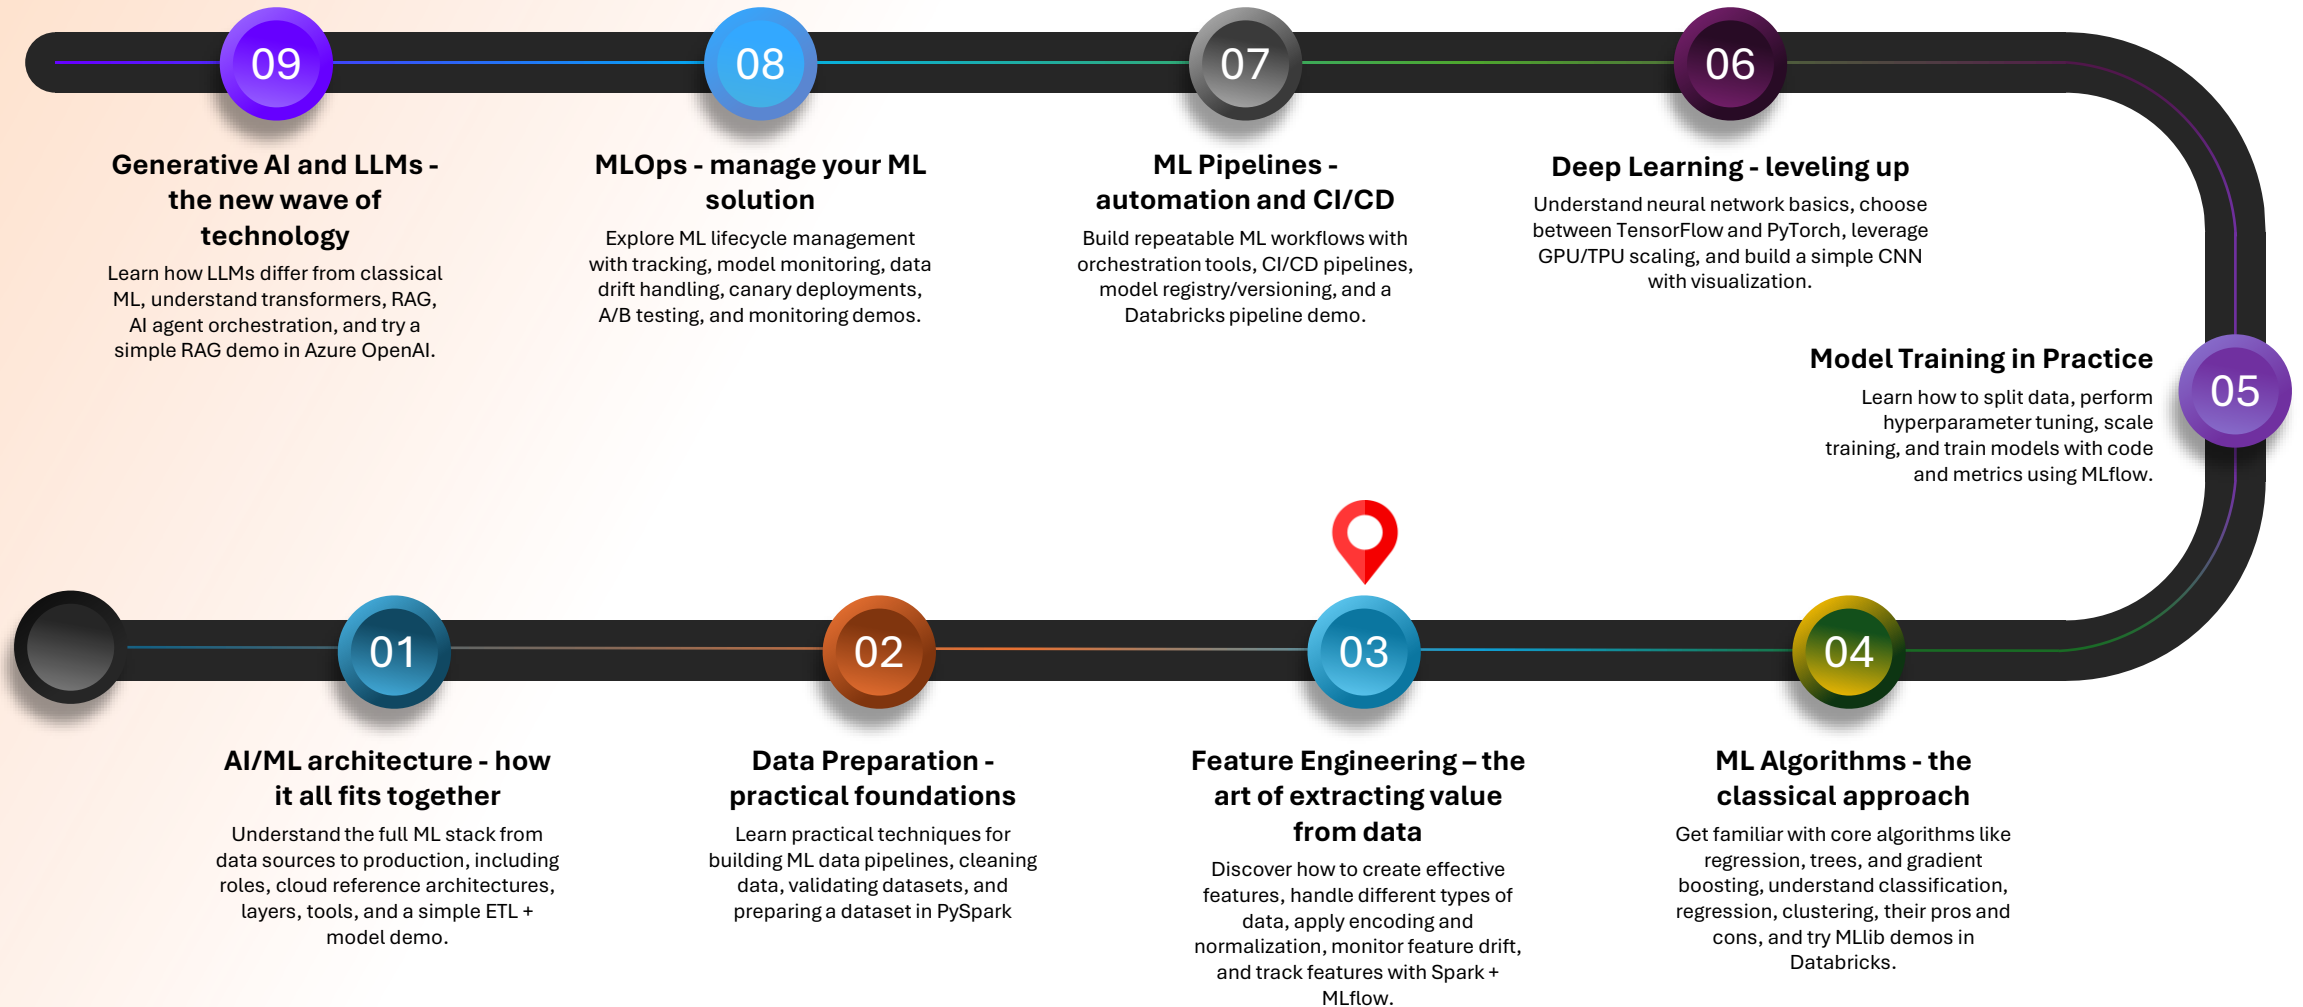 09
Generative AI and LLMs -
the new wave of
technology
Learn how LLMs differ from classical
ML, understand transformers, RAG,
AI agent orchestration, and try a
simple RAG demo in Azure OpenAI.
08
MLOps - manage your ML
solution
Explore ML lifecycle management
with tracking, model monitoring, data
drift handling, canary deployments,
A/B testing, and monitoring demos.
07
ML Pipelines -
automation and CI/CD
Build repeatable ML workflows with
orchestration tools, CI/CD pipelines,
model registry/versioning, and a
Databricks pipeline demo.
06
Deep Learning - leveling up
Understand neural network basics, choose
between TensorFlow and PyTorch, leverage
GPU/TPU scaling, and build a simple CNN
with visualization.
05
Model Training in Practice
Learn how to split data, perform
hyperparameter tuning, scale
training, and train models with code
and metrics using MLflow.
01
AI/ML architecture - how
it all fits together
Understand the full ML stack from
data sources to production, including
roles, cloud reference architectures,
layers, tools, and a simple ETL +
model demo.
02
Data Preparation -
practical foundations
Learn practical techniques for
building ML data pipelines, cleaning
data, validating datasets, and
preparing a dataset in PySpark
03
Feature Engineering – the
art of extracting value
from data
Discover how to create effective
features, handle different types of
data, apply encoding and
normalization, monitor feature drift,
and track features with Spark +
MLflow.
04
ML Algorithms - the
classical approach
Get familiar with core algorithms like
regression, trees, and gradient
boosting, understand classification,
regression, clustering, their pros and
cons, and try MLlib demos in
Databricks.